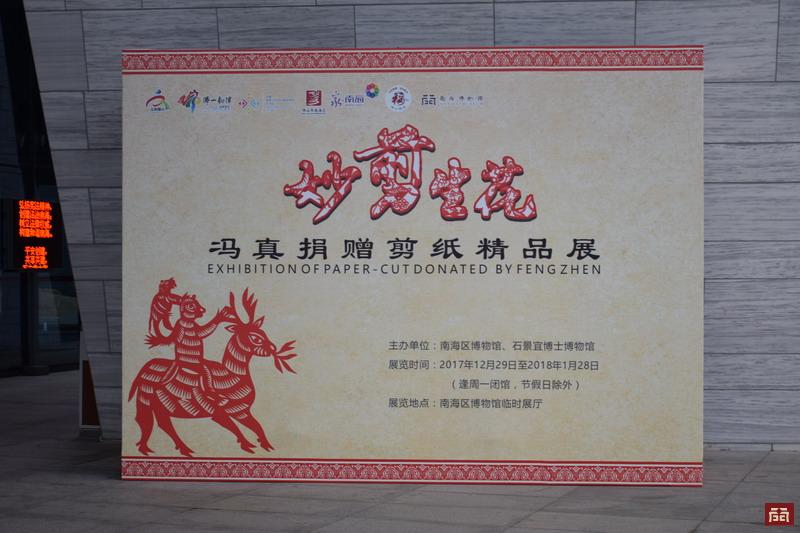 妙剪生花
冯真捐赠剪纸精品展
EXHIBITION OF PAPER-CUT DONATED BY FENG ZHEN
主办单位：南海区博物馆、石景宜博士博物馆
展览时间：2017年12月29日至2018年1月28日
（逢周一闭馆，节假日除外）
展览地点：南海区博物馆临时展厅